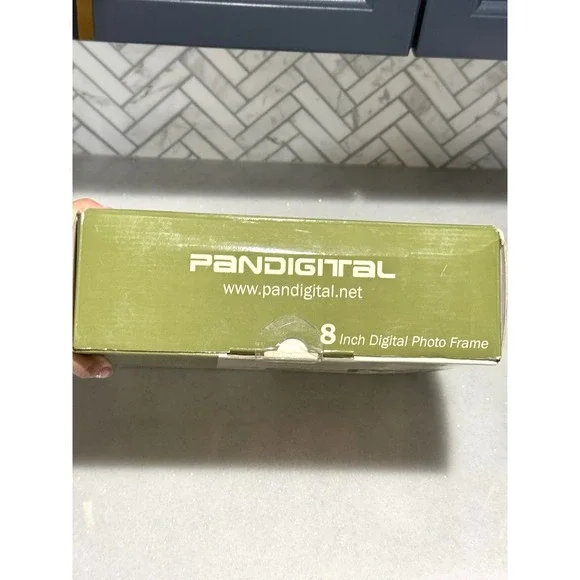 PANDIGITAL
www.pandigital.net
8 Inch Digital Photo Frame